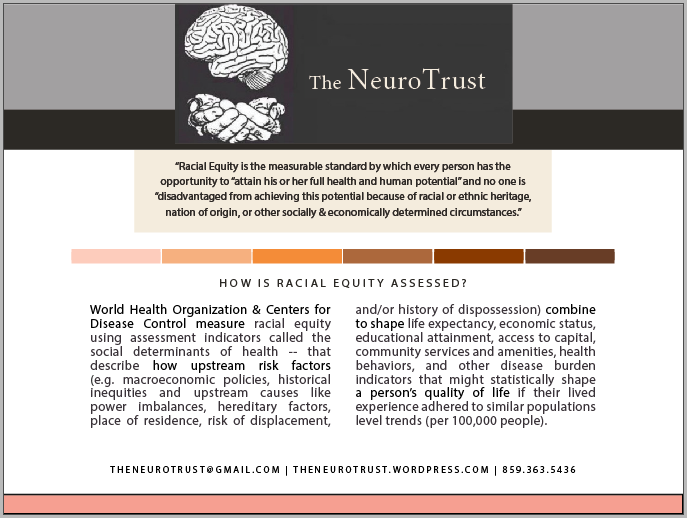 The NeuroTrust
“Racial Equity is the measurable standard by which every person has the
opportunity to “attain his or her full health and human potential” and no one is
“disadvantaged from achieving this potential because of racial or ethnic heritage,
nation of origin, or other socially & economically determined circumstances.”
HOW IS RACIAL EQUITY ASSESSED?
World Health Organization & Centers for
Disease Control measure racial equity
using assessment indicators called the
social determinants of health -- that
describe how upstream risk factors
(e.g. macroeconomic policies, historical
inequities and upstream causes like
power imbalances, hereditary factors,
place of residence, risk of displacement,
and/or history of dispossession) combine
to shape life expectancy, economic status,
educational attainment, access to capital,
community services and amenities, health
behaviors, and other disease burden
indicators that might statistically shape
a person’s quality of life if their lived
experience adhered to similar populations
level trends (per 100,000 people).
THENEUROTRUST@GMAIL.COM | THENEUROTRUST.WORDPRESS.COM | 859.363.5436